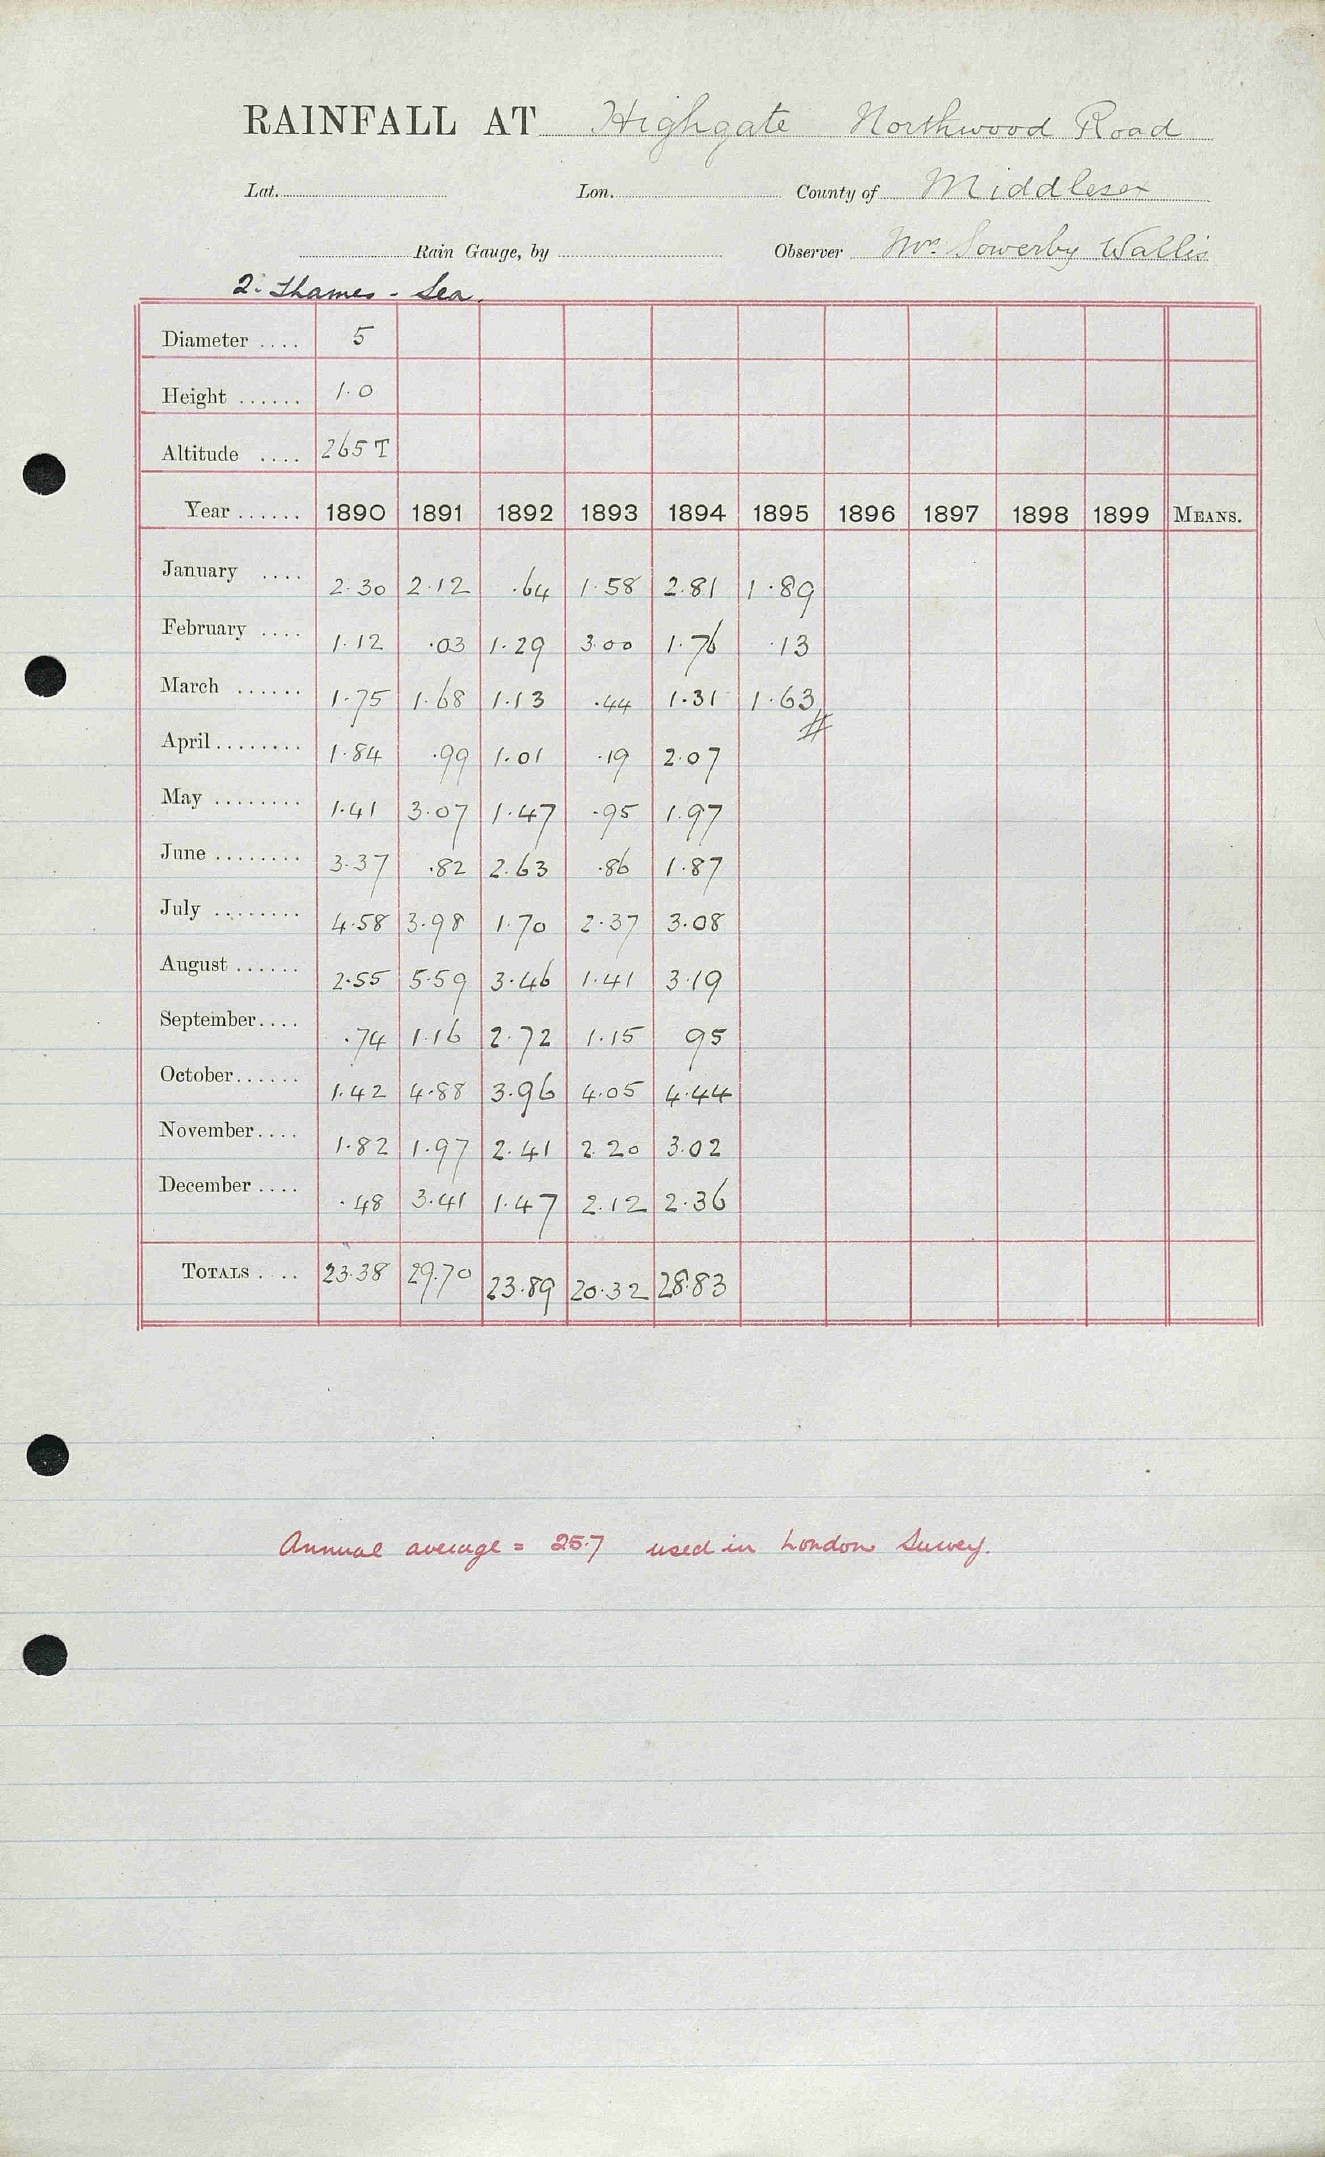 RAINFALL AT Highgate Northwood Road
Lat. Lon. County of Middlesex
Rain Gauge, by Observer Mrs. Sowerby Wallis
2. Thames - Sea.
Diameter .... 5
Height ...... 1.0
Altitude .... 265 T
Year ...... 1890 1891 1892 1893 1894 1895 1896 1897 1898 1899 MEANS.
January .... 2.30 2.12 .64 1.58 2.81 1.89
February .... 1.12 .03 1.29 3.00 1.76 .13
March ...... 1.75 1.68 1.13 .44 1.31 1.63
April ........ 1.84 .99 1.01 .19 2.07
May ........ 1.41 3.07 1.47 .95 1.97
June ........ 3.37 .82 2.63 .86 1.87
July ........ 4.58 3.98 1.70 2.37 3.08
August ...... 2.55 5.59 3.46 1.41 3.19
September.... .74 1.16 2.72 1.15 95
October...... 1.42 4.88 3.96 4.05 4.44
November.... 1.82 1.97 2.41 2.20 3.02
December .... .48 3.41 1.47 2.12 2.36
TOTALS .... 23.38 29.70 23.89 20.32 28.83
Annual average = 25.7 used in London Survey.